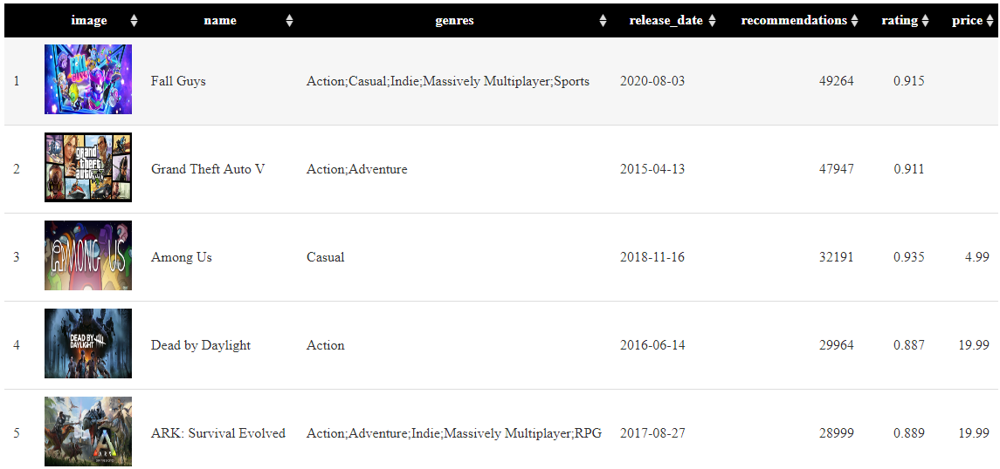 image name genres release_date recommendations rating price
1 Fall Guys Action;Casual;Indie;Massively Multiplayer;Sports 2020-08-03 49264 0.915
grand
theft
auto
2 Grand Theft Auto V Action;Adventure 2015-04-13 47947 0.911
AMONG US
3 Among Us Casual 2018-11-16 32191 0.935 4.99
DEAD BY
DAYLIGHT
4 Dead by Daylight Action 2016-06-14 29964 0.887 19.99
ARK
5 ARK: Survival Evolved Action;Adventure;Indie;Massively Multiplayer;RPG 2017-08-27 28999 0.889 19.99